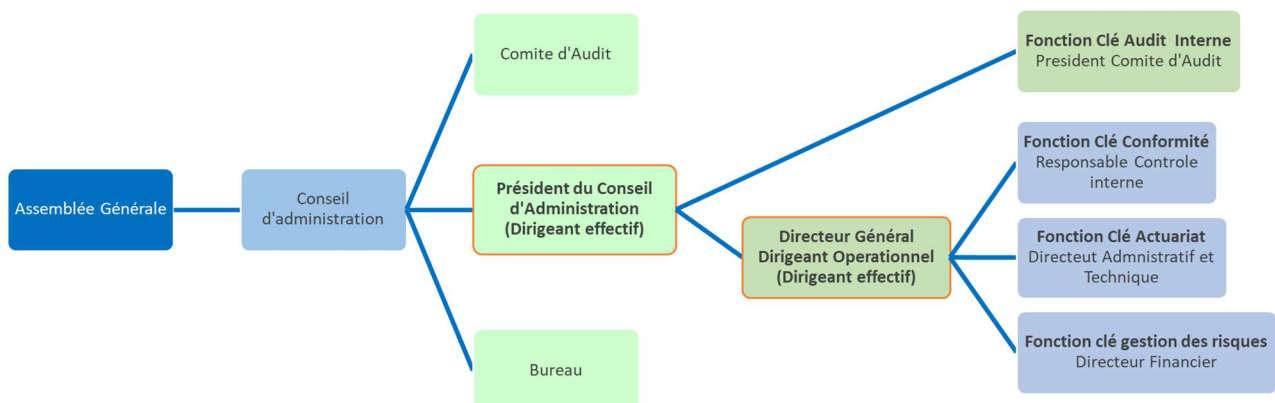 Assemblée Générale
Conseil
d'administration
Comite d'Audit
Président du Conseil
d'Administration
(Dirigeant effectif)
Bureau
Directeur Général
Dirigeant Operationnel
(Dirigeant effectif)
Fonction Clé Audit Interne
President Comite d'Audit
Fonction Clé Conformité
Responsable Controle
interne
Fonction Clé Actuariat
Directeut Admnistratif et
Technique
Fonction clé gestion des risques
Directeur Financier